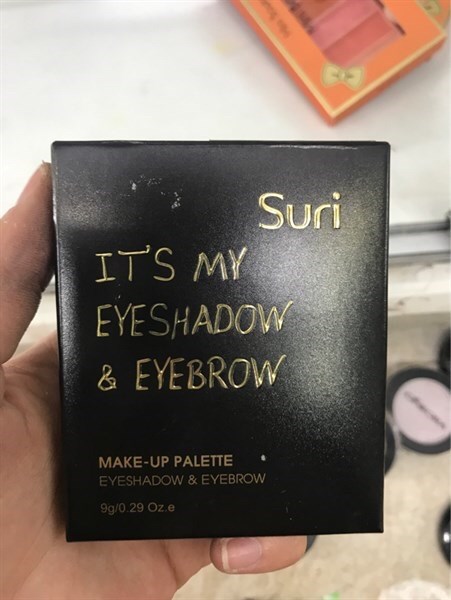 Suri
IT'S MY
EYESHADOW
& EYEBROW
MAKE-UP PALETTE
EYESHADOW & EYEBROW
9g/0.29 Oz.e